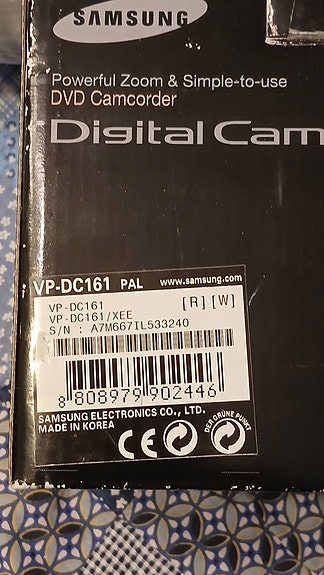 SAMSUNG
Powerful Zoom & Simple-to-use
DVD Camcorder
Digital Cam
VP-DC161 PAL www.samsung.com
VP-DC161 [R] [W]
VP-DC161/XEE
S/N : A7M667IL533240
8 808979 902446
SAMSUNG ELECTRONICS CO., LTD.
MADE IN KOREA
CE
DER GRÜNE PUNKT